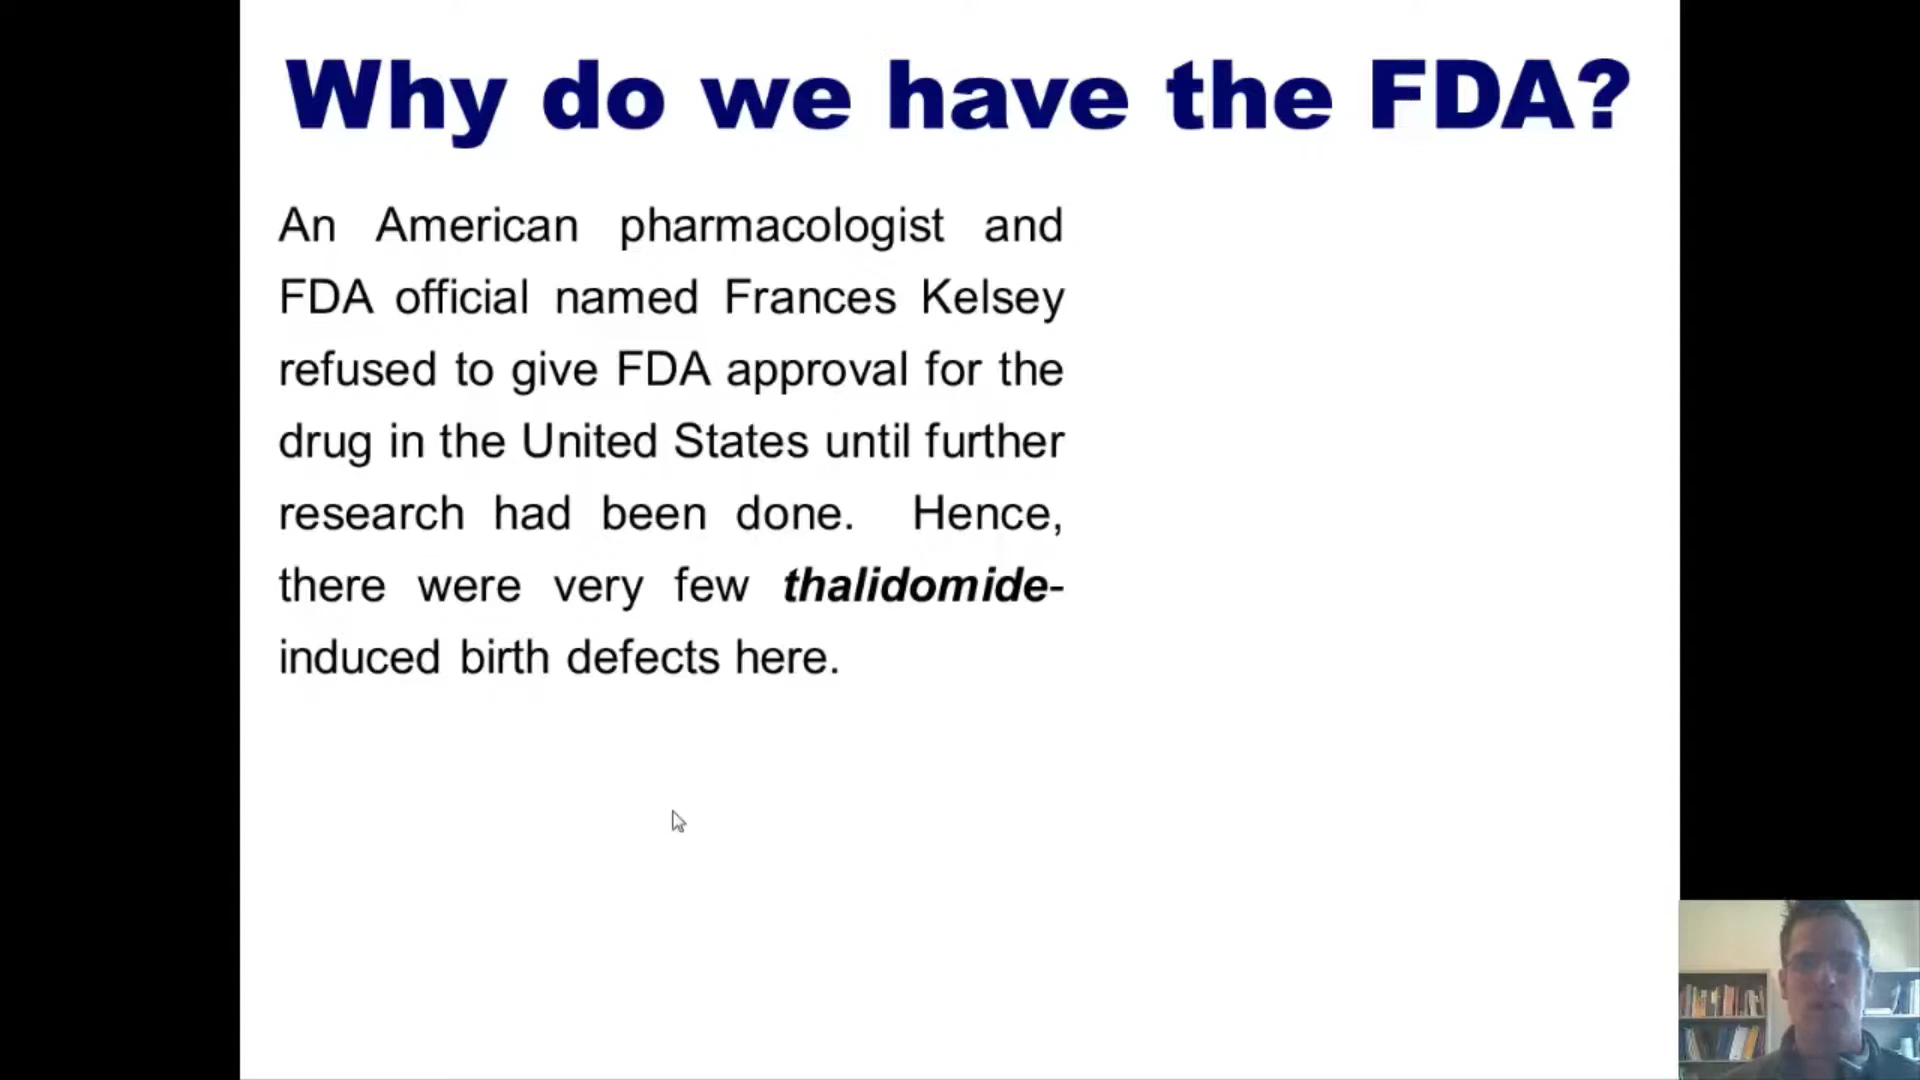 Why do we have the FDA?
An American pharmacologist and
FDA official named Frances Kelsey
refused to give FDA approval for the
drug in the United States until further
research had been done. Hence,
there were very few thalidomide-
induced birth defects here.